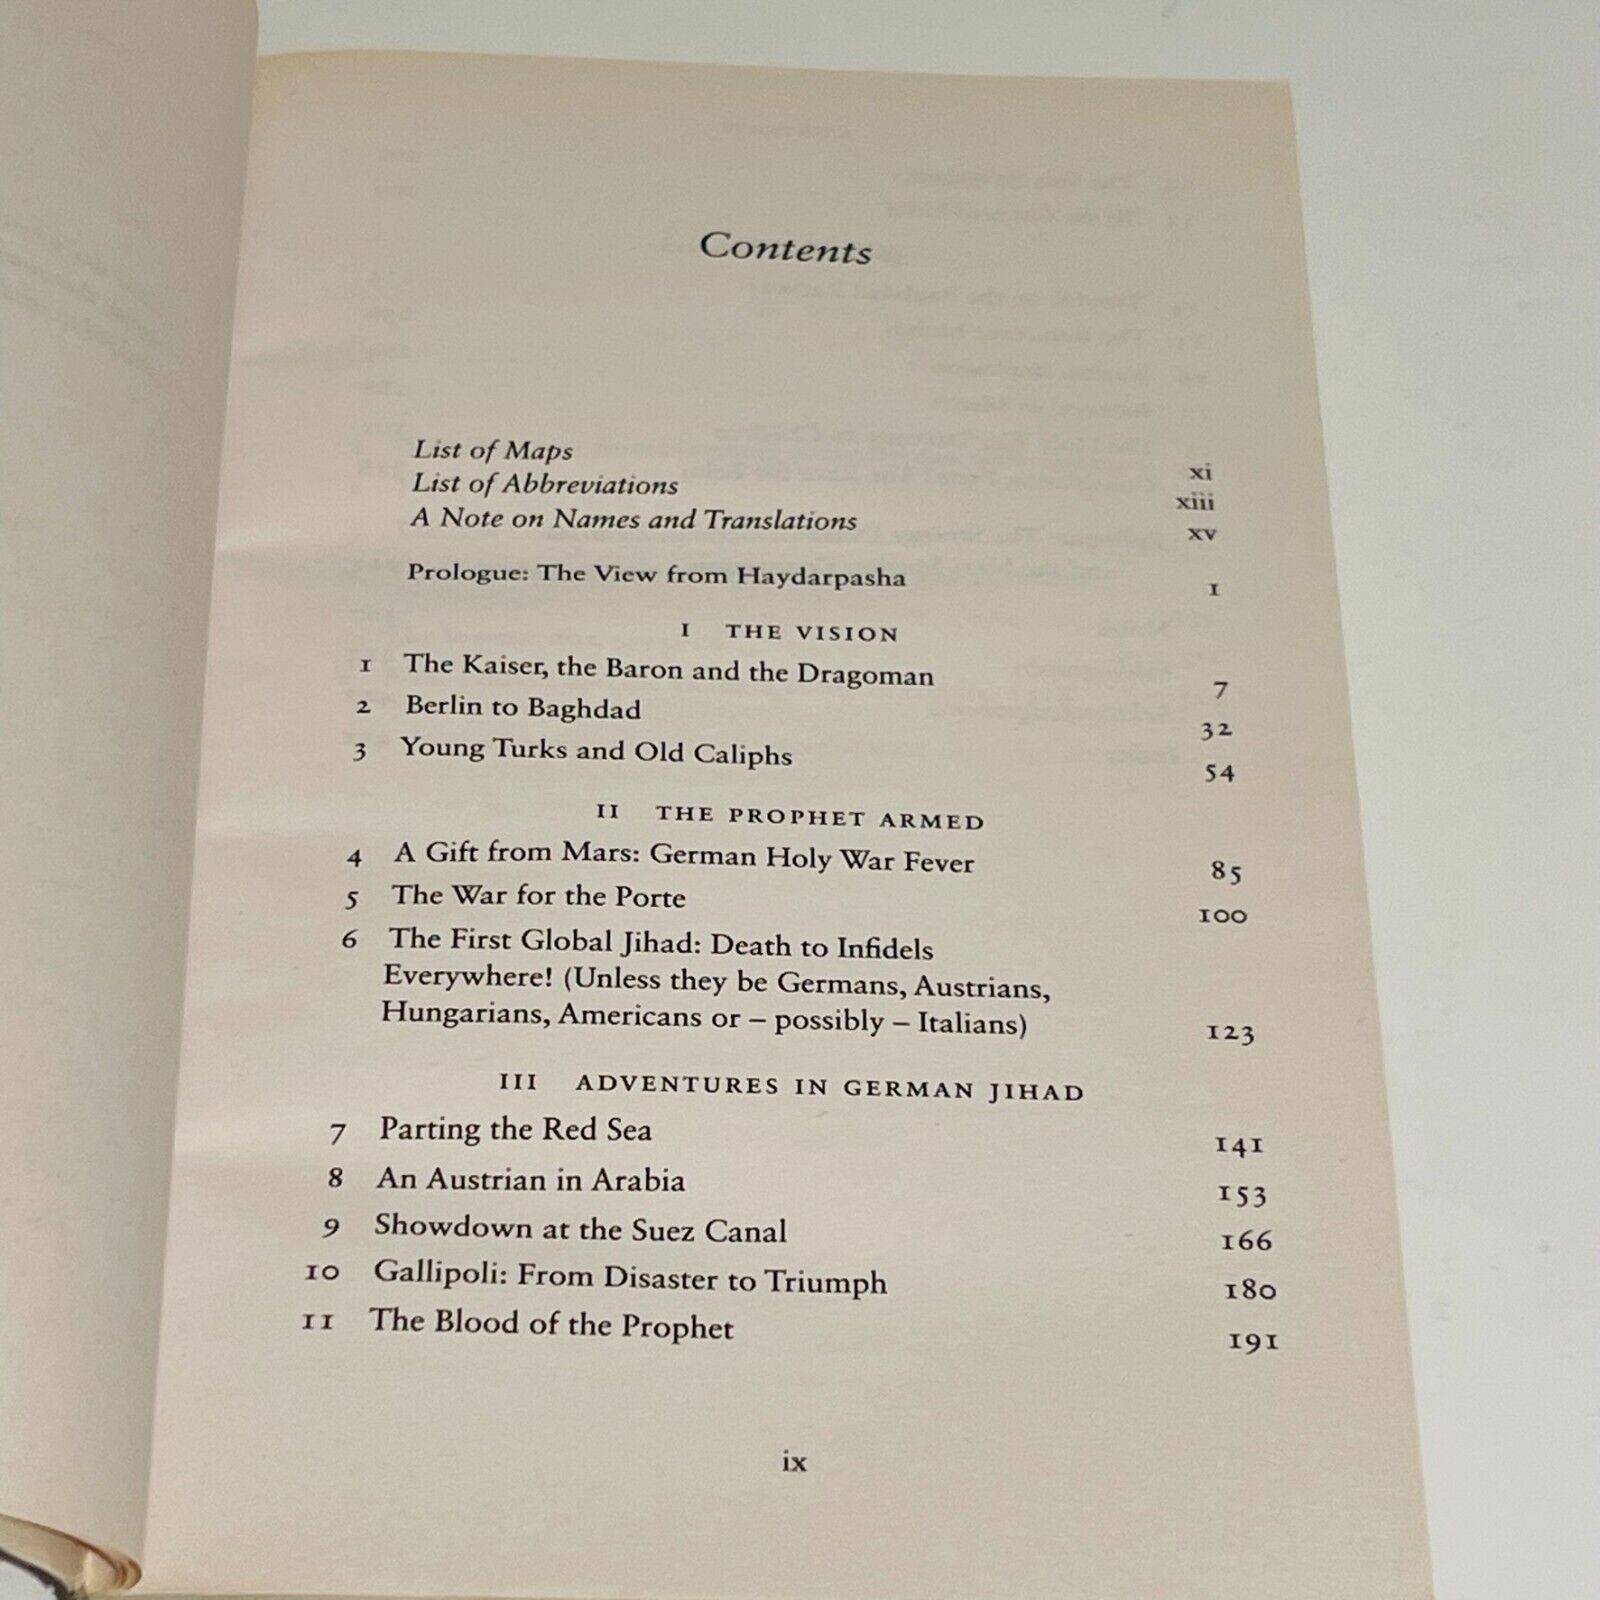 Contents
List of Maps xi
List of Abbreviations xiii
A Note on Names and Translations xv
Prologue: The View from Haydarpasha 1
I THE VISION
1 The Kaiser, the Baron and the Dragoman 7
2 Berlin to Baghdad 32
3 Young Turks and Old Caliphs 54
II THE PROPHET ARMED
4 A Gift from Mars: German Holy War Fever 85
5 The War for the Porte 100
6 The First Global Jihad: Death to Infidels
Everywhere! (Unless they be Germans, Austrians,
Hungarians, Americans or – possibly – Italians) 123
III ADVENTURES IN GERMAN JIHAD
7 Parting the Red Sea 141
8 An Austrian in Arabia 153
9 Showdown at the Suez Canal 166
10 Gallipoli: From Disaster to Triumph 180
11 The Blood of the Prophet 191
ix